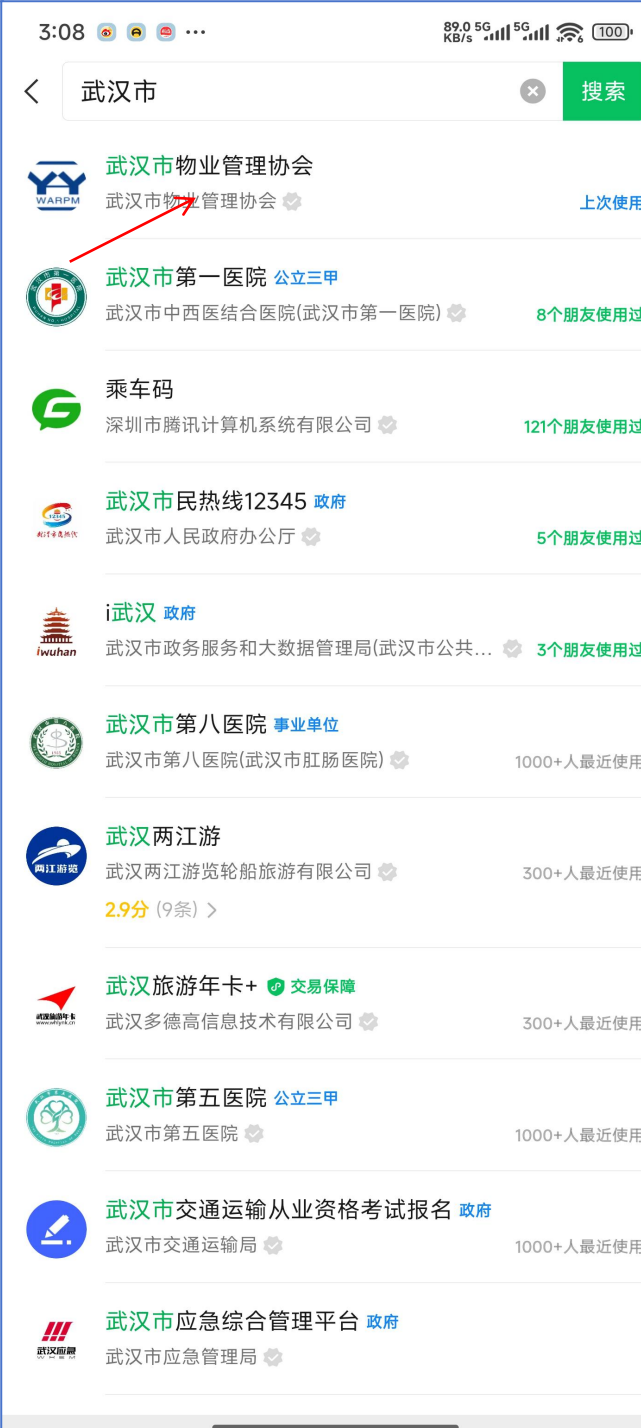 3:08
89.0 KB/s 5G 5G 6 100
武汉市
搜索
武汉市物业管理协会
WARPM
武汉市物业管理协会
上次使用
武汉市第一医院 公立三甲
武汉市中西医结合医院(武汉市第一医院)
8个朋友使用过
乘车码
深圳市腾讯计算机系统有限公司
121个朋友使用过
武汉市民热线12345 政府
12345
武汉市人民政府办公厅
5个朋友使用过
i武汉 政府
iwuhan
武汉市政务服务和大数据管理局(武汉市公共...
3个朋友使用过
武汉市第八医院 事业单位
武汉市第八医院(武汉市肛肠医院)
1000+人最近使用
武汉两江游
两江游览
武汉两江游览轮船旅游有限公司
300+人最近使用
2.9分 (9条)
武汉旅游年卡+ 交易保障
武汉旅游年卡
www.whlynk.cn
武汉多德高信息技术有限公司
300+人最近使用
武汉市第五医院 公立三甲
武汉市第五医院
1000+人最近使用
武汉市交通运输从业资格考试报名 政府
武汉市交通运输局
1000+人最近使用
武汉市应急综合管理平台 政府
武汉应急
武汉市应急管理局